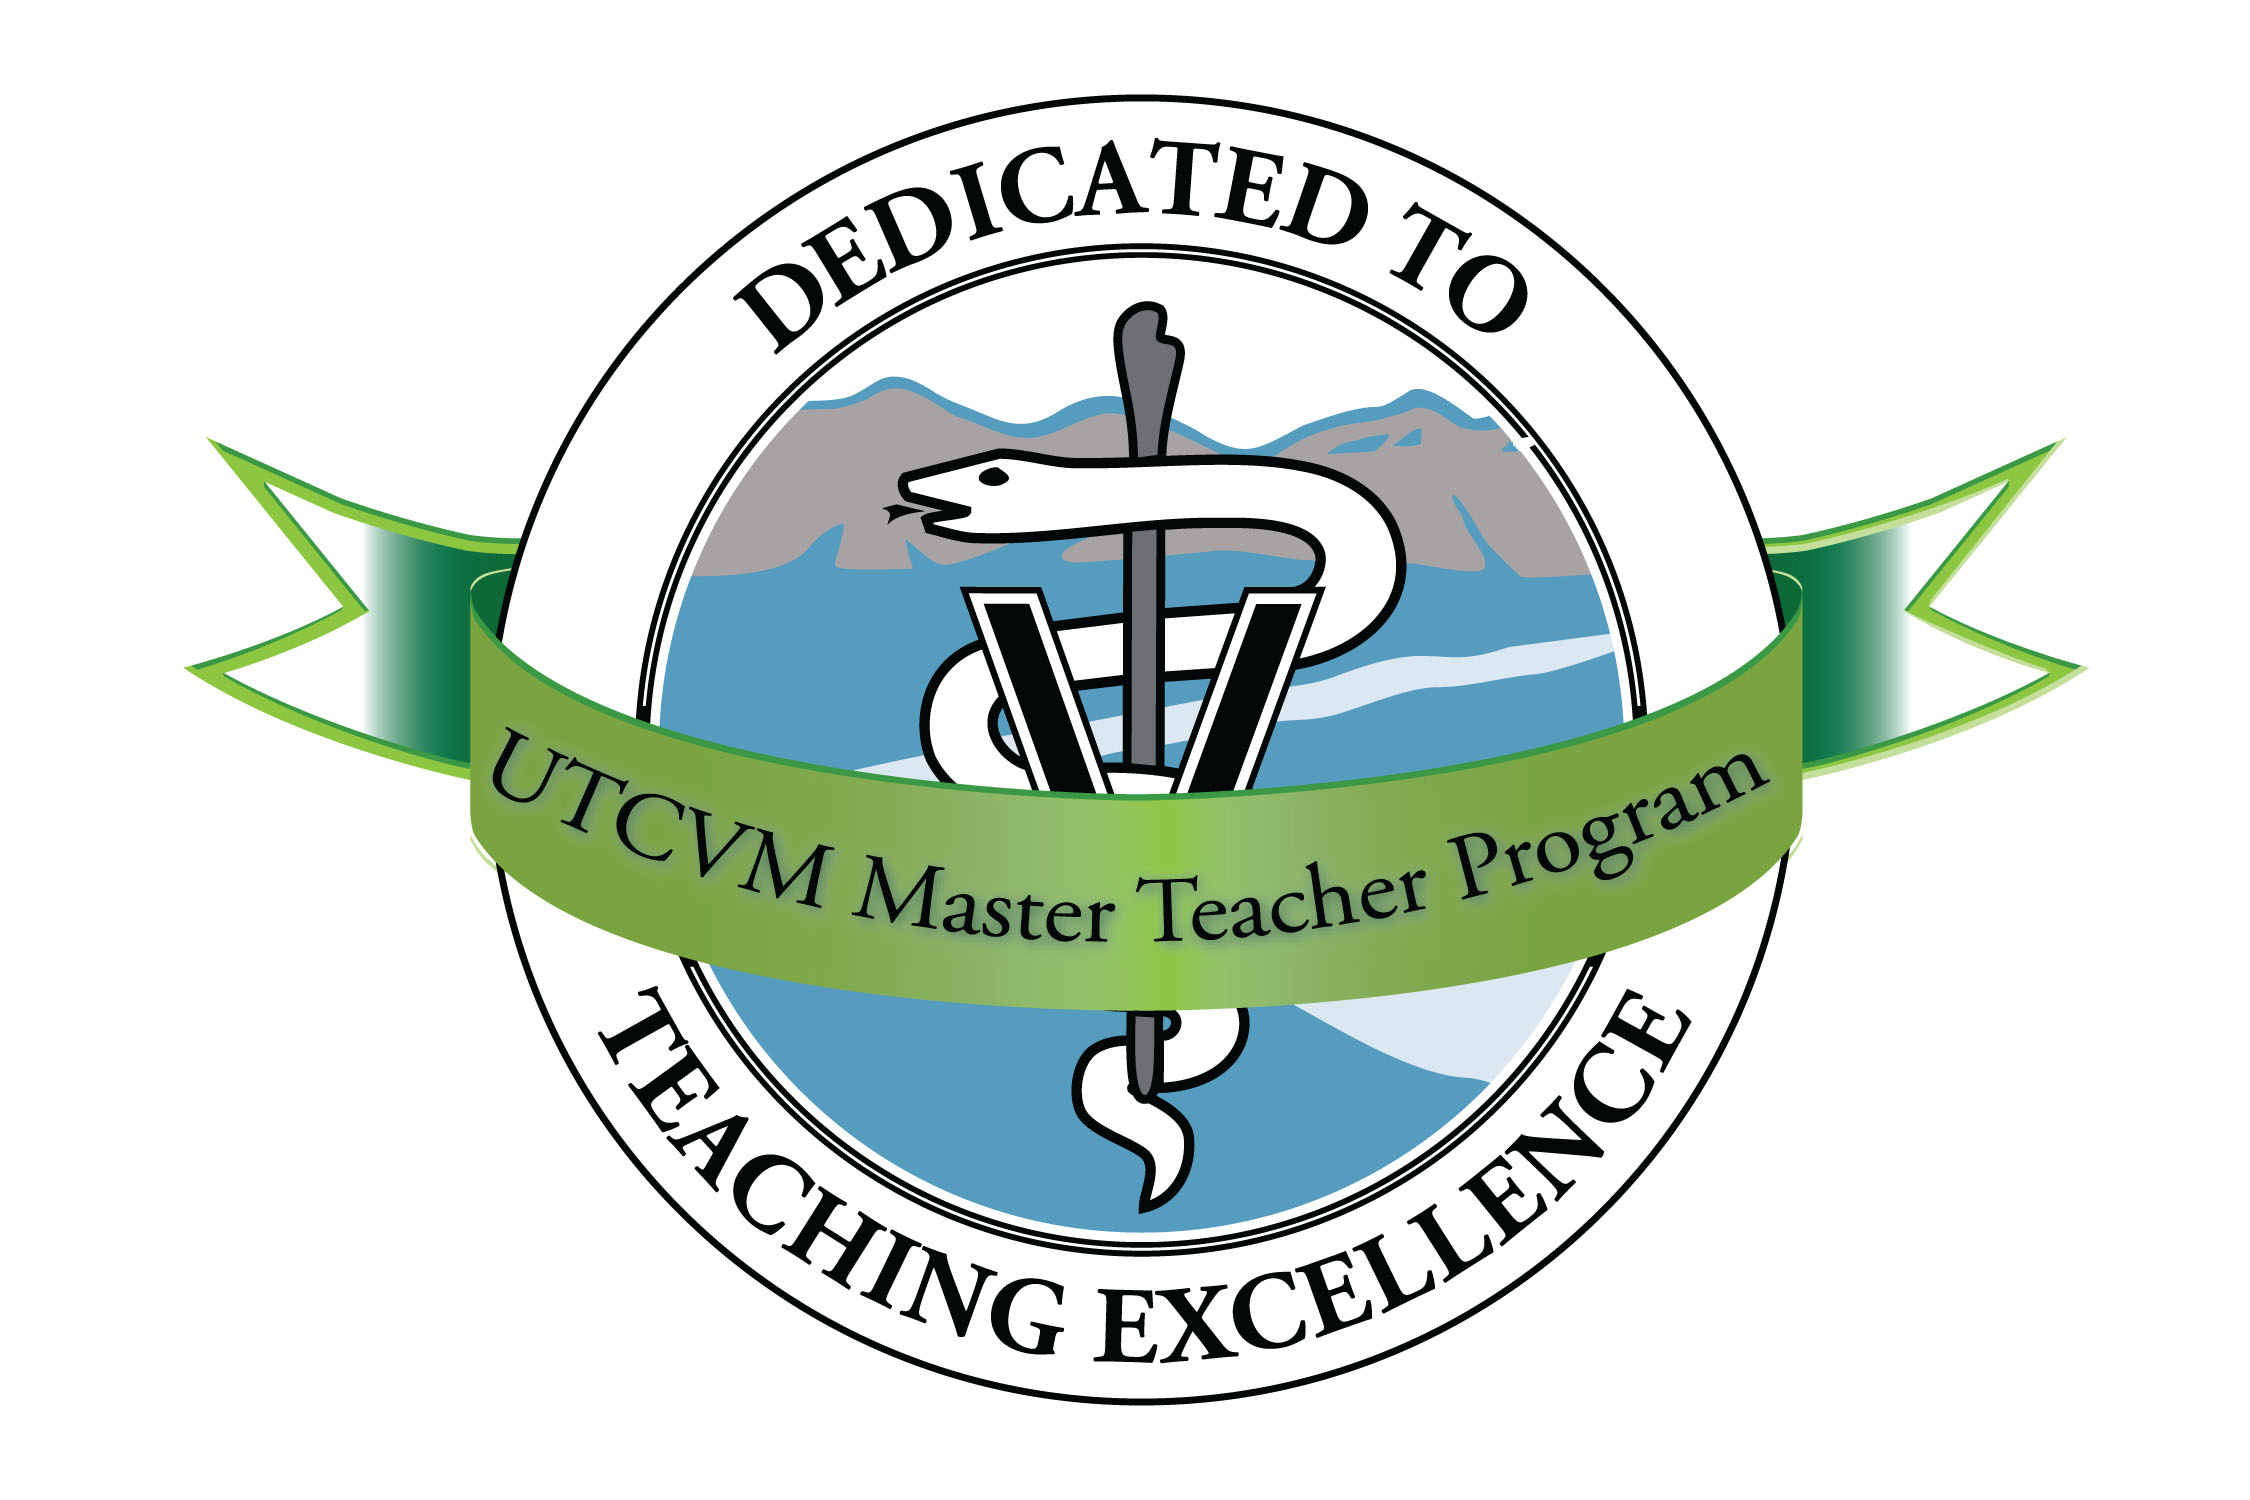 DEDICATED TO
UTCVM Master Teacher Program
TEACHING EXCELLENCE